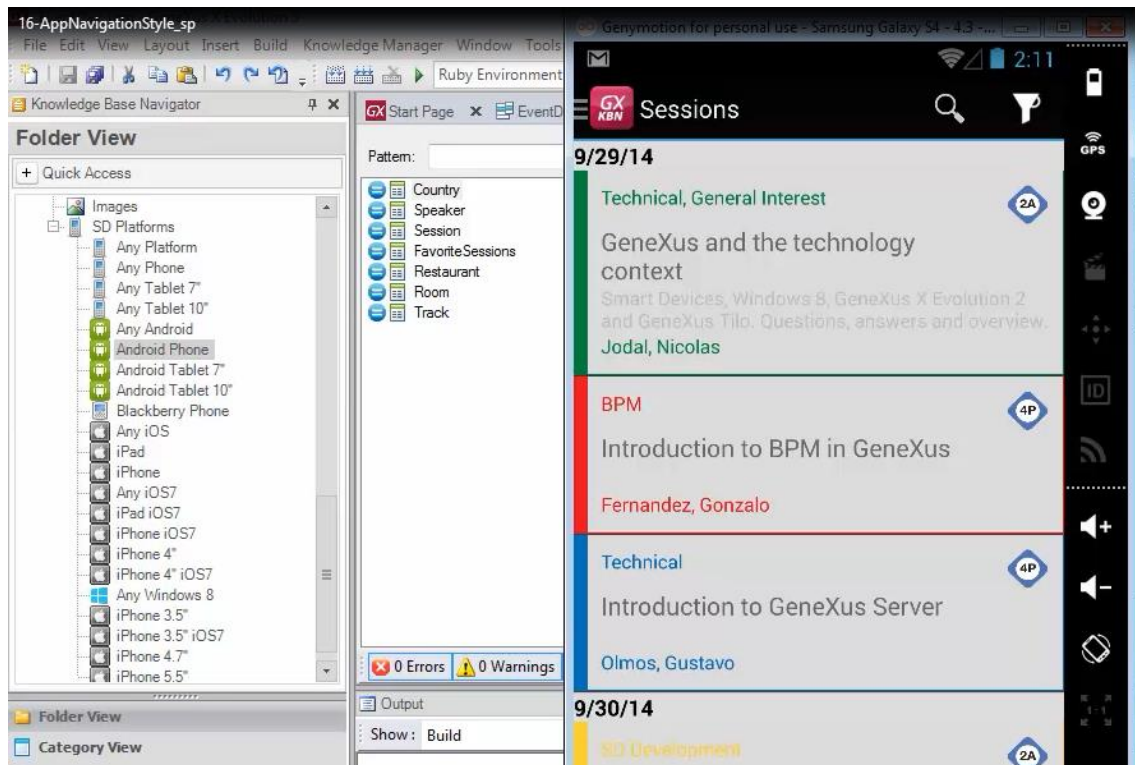 16-AppNavigationStyle_sp
File Edit View Layout Insert Build Knowledge Manager Window Tools
Ruby Environment
Knowledge Base Navigator
Folder View
Quick Access
Images
SD Platforms
Any Platform
Any Phone
Any Tablet 7"
Any Tablet 10"
Any Android
Android Phone
Android Tablet 7"
Android Tablet 10"
Blackberry Phone
Any iOS
iPad
iPhone
Any iOS7
iPad iOS7
iPhone iOS7
iPhone 4"
iPhone 4" iOS7
Any Windows 8
iPhone 3.5"
iPhone 3.5" iOS7
iPhone 4.7"
iPhone 5.5"
Folder View
Category View
GX Start Page
EventD
Pattern:
Country
Speaker
Session
FavoriteSessions
Restaurant
Room
Track
0 Errors
0 Warnings
Output
Show: Build
Genymotion for personal use - Samsung Galaxy S4 - 4.3 -...
2:11
GX
KBN
Sessions
9/29/14
Technical, General Interest
2A
GeneXus and the technology
context
Smart Devices, Windows 8, GeneXus X Evolution 2
and GeneXus Tilo. Questions, answers and overview.
Jodal, Nicolas
BPM
4P
Introduction to BPM in GeneXus
Fernandez, Gonzalo
Technical
4P
Introduction to GeneXus Server
Olmos, Gustavo
9/30/14
SD Development
2A
GPS
ID
1-1